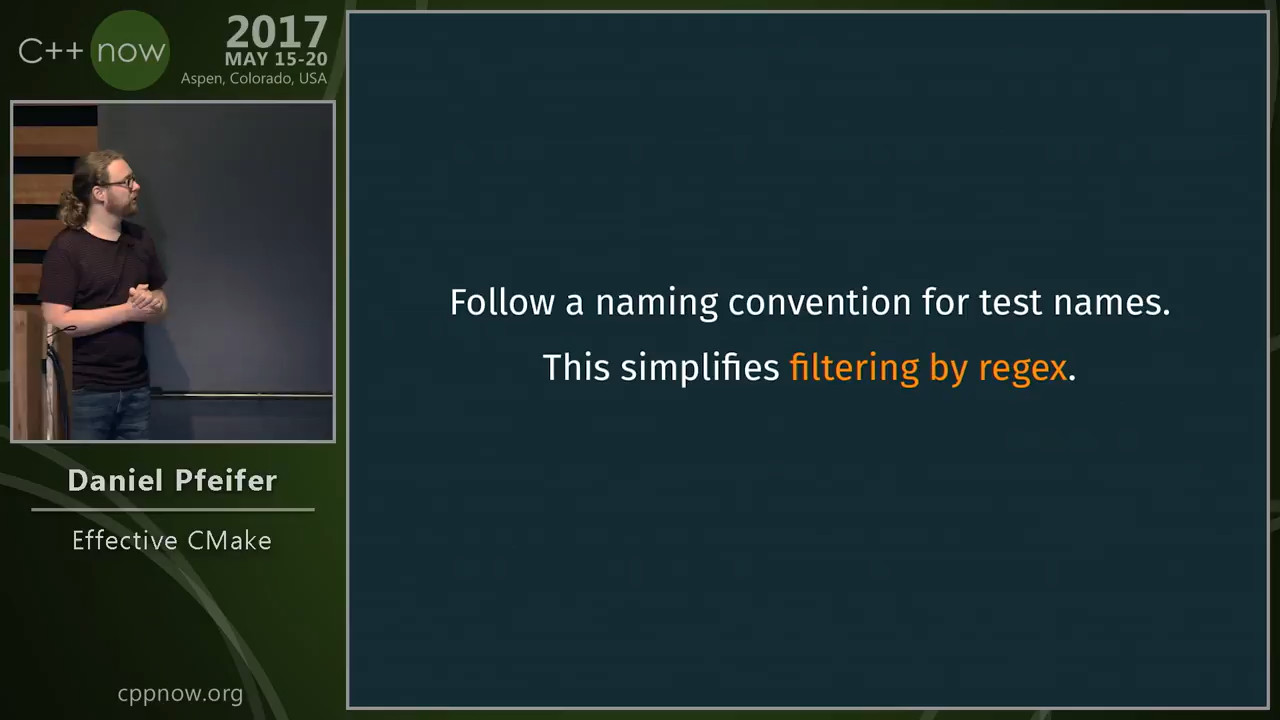 C++ now
2017
MAY 15-20
Aspen, Colorado, USA
Follow a naming convention for test names.
This simplifies filtering by regex.
Daniel Pfeifer
Effective CMake
cppnow.org